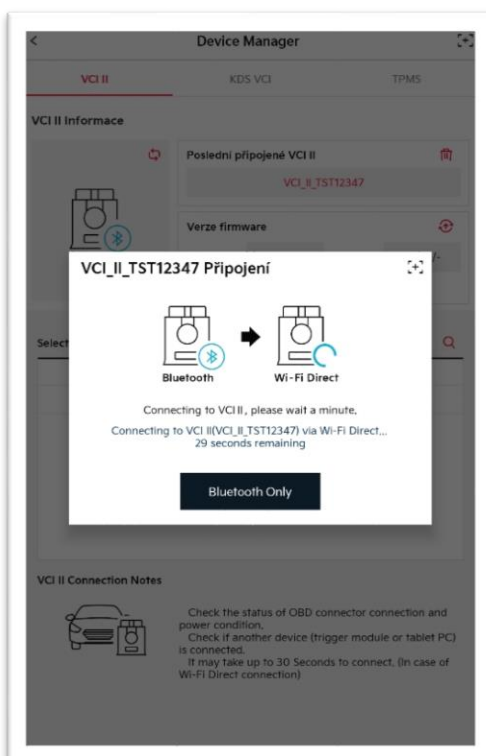 Device Manager
VCI II
KDS VCI
TPMS
VCI II Informace
Poslední připojené VCI II
VCI_II_TST12347
Verze firmware
/-
VCI_II_TST12347 Připojení
Bluetooth
Wi-Fi Direct
Connecting to VCI II, please wait a minute.
Connecting to VCI II(VCI_II_TST12347) via Wi-Fi Direct...
29 seconds remaining
Bluetooth Only
Select
VCI II Connection Notes
Check the status of OBD connector connection and
power condition.
Check if another device (trigger module or tablet PC)
is connected.
It may take up to 30 Seconds to connect. (In case of
Wi-Fi Direct connection)